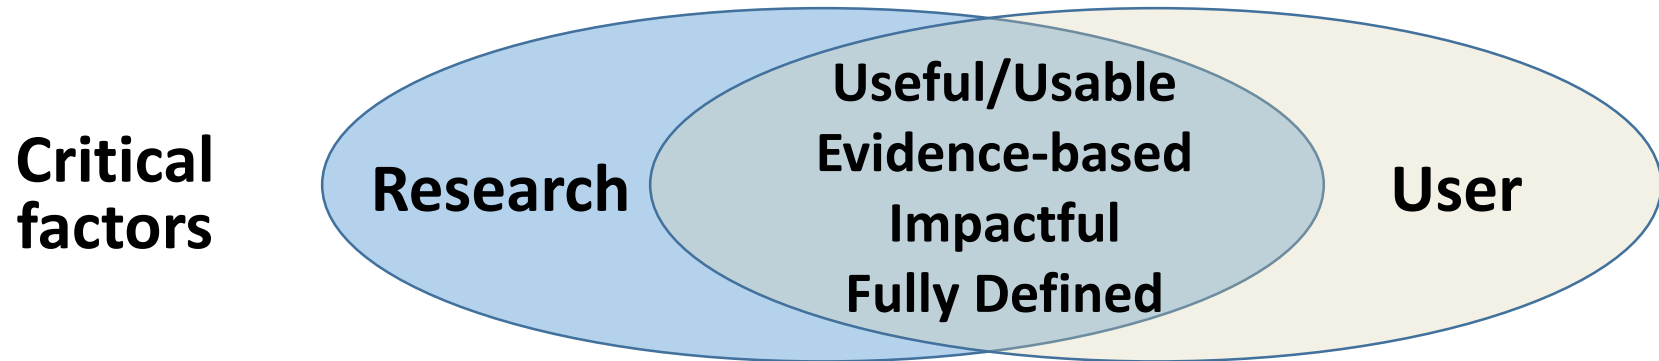 Critical
factors
Research
Useful/Usable
Evidence-based
Impactful
Fully Defined
User